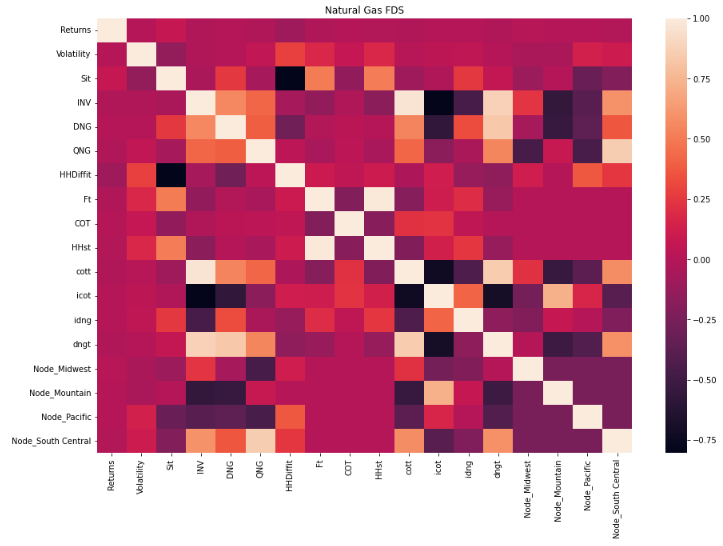 Natural Gas FDS
Returns
Volatility
Sit
INV
DNG
QNG
HHDiffit
Ft
COT
HHst
cott
icot
idng
dngt
Node_Midwest
Node_Mountain
Node_Pacific
Node_South Central
Returns
Volability
Sit
INV
DNG
QNG
HHDiffit
Ft
COT
HHst
cott
icot
idng
dngt
Node_Midwest
Node_Mountain
Node_Pacific
Node_South Central
1.00
0.75
0.50
0.25
0.00
−0.25
−0.50
−0.75